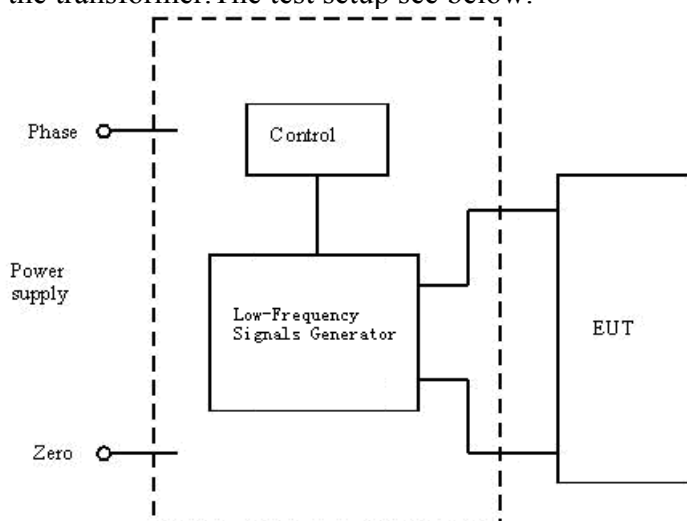 the transformer.The test setup see below:
Phase
Control
Power
supply
Low-Frequency
Signals Generator
EUT
Zero